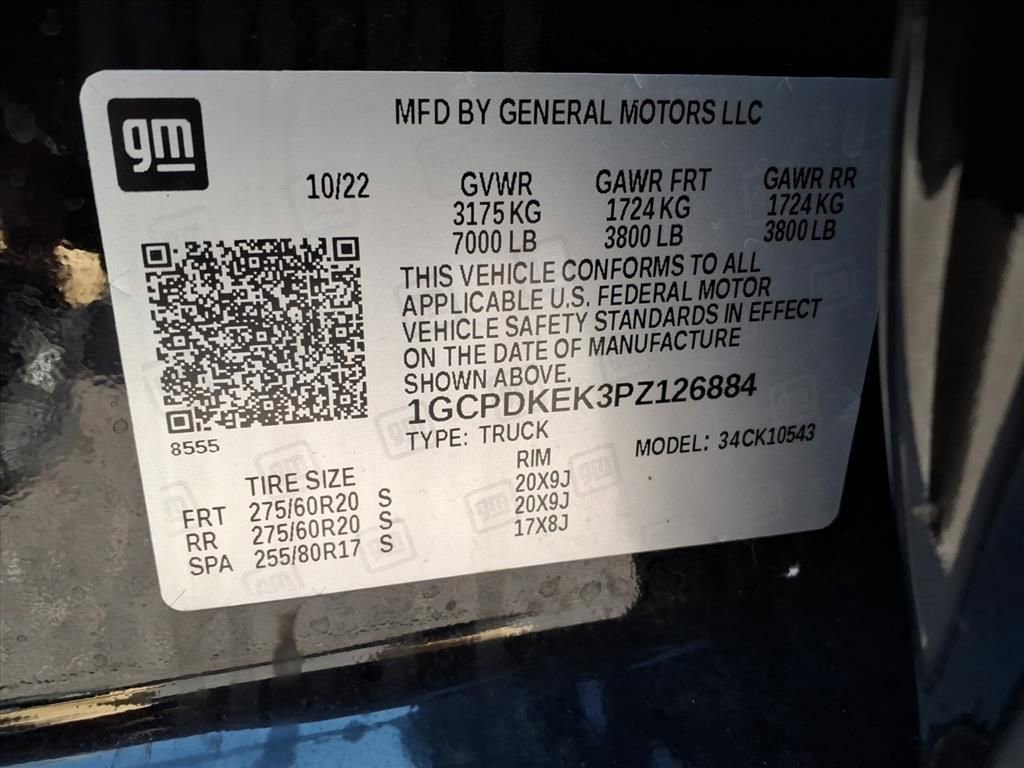 gm
MFD BY GENERAL MOTORS LLC
10/22 GVWR GAWR FRT GAWR RR
3175 KG 1724 KG 1724 KG
7000 LB 3800 LB 3800 LB
THIS VEHICLE CONFORMS TO ALL
APPLICABLE U.S. FEDERAL MOTOR
VEHICLE SAFETY STANDARDS IN EFFECT
ON THE DATE OF MANUFACTURE
SHOWN ABOVE.
1GCPDKEK3PZ126884
8555
TYPE: TRUCK MODEL: 34CK10543
TIRE SIZE RIM
FRT 275/60R20 S 20X9J
RR 275/60R20 S 20X9J
SPA 255/80R17 S 17X8J